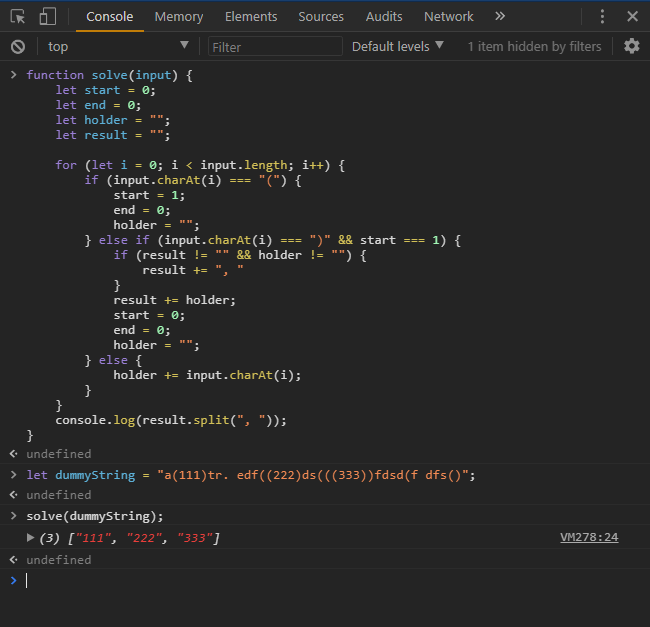 Console Memory Elements Sources Audits Network »
top ▼ Filter Default levels ▼ 1 item hidden by filters
> function solve(input) {
    let start = 0;
    let end = 0;
    let holder = "";
    let result = "";

    for (let i = 0; i < input.length; i++) {
        if (input.charAt(i) === "(") {
            start = 1;
            end = 0;
            holder = "";
        } else if (input.charAt(i) === ")" && start === 1) {
            if (result != "" && holder != "") {
                result += ", "
            }
            result += holder;
            start = 0;
            end = 0;
            holder = "";
        } else {
            holder += input.charAt(i);
        }
    }
    console.log(result.split(", "));
}
undefined
> let dummyString = "a(111)tr. edf((222)ds(((333))fdsd(f dfs()";
undefined
> solve(dummyString);
▶ (3) ["111", "222", "333"] VM278:24
undefined
>